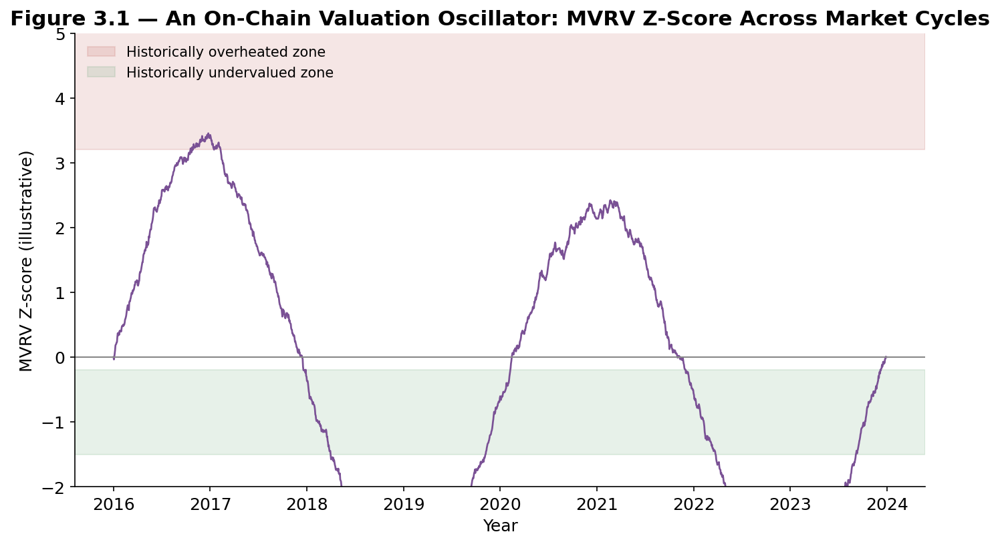 Figure 3.1 — An On-Chain Valuation Oscillator: MVRV Z-Score Across Market Cycles
Historically overheated zone
Historically undervalued zone
MVRV Z-score (illustrative)
5
4
3
2
1
0
−1
−2
2016 2017 2018 2019 2020 2021 2022 2023 2024
Year